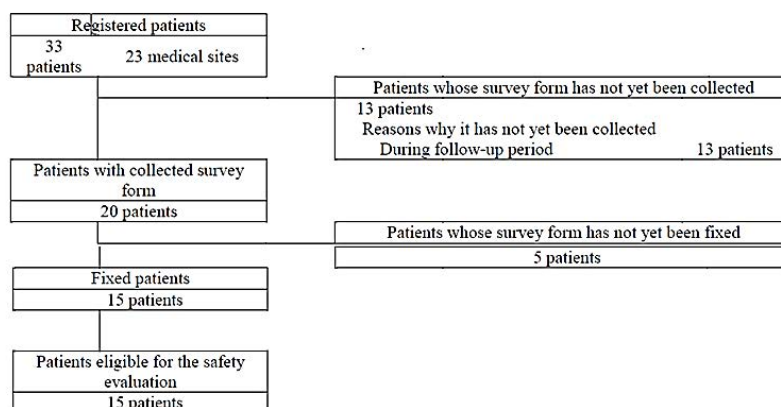 Registered patients
33 patients
23 medical sites
Patients whose survey form has not yet been collected
13 patients
Reasons why it has not yet been collected
During follow-up period 13 patients
Patients with collected survey
form
20 patients
Patients whose survey form has not yet been fixed
5 patients
Fixed patients
15 patients
Patients eligible for the safety
evaluation
15 patients